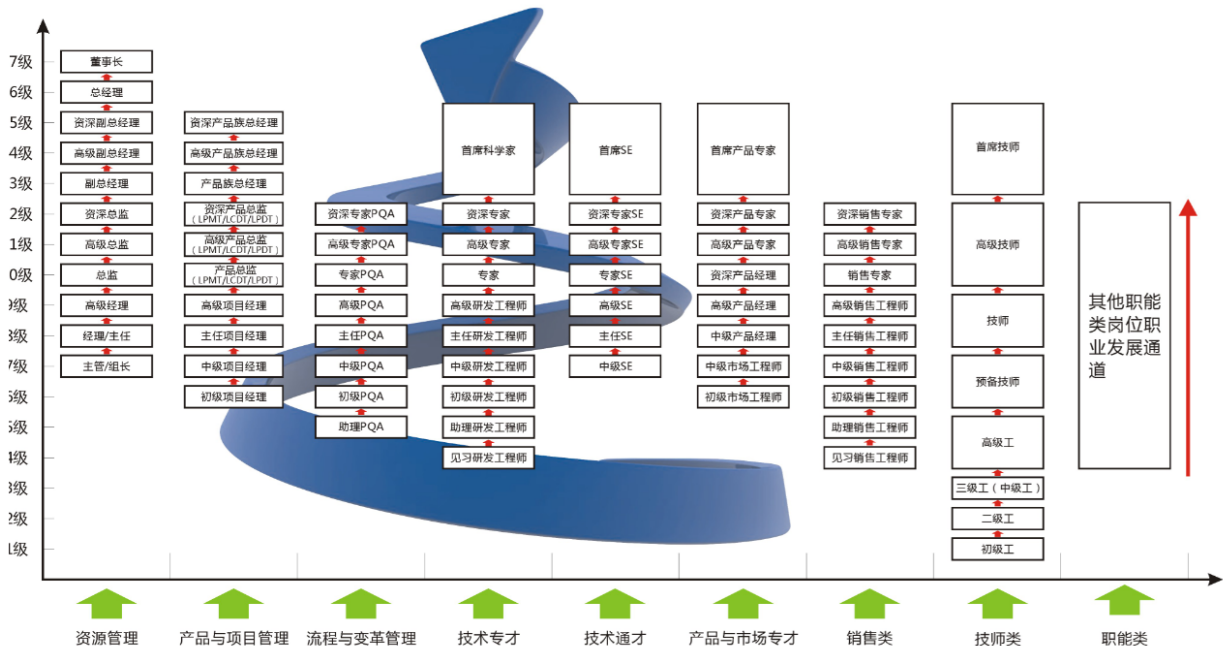 7级
6级
5级
4级
3级
2级
1级
0级
9级
8级
7级
6级
5级
4级
3级
2级
1级
董事长
总经理
资深副总经理
高级副总经理
副总经理
资深总监
高级总监
总监
高级经理
经理/主任
主管/组长
资深产品族总经理
高级产品族总经理
产品族总经理
资深产品总监
(LPMT/LCDT/LPDT)
高级产品总监
(LPMT/LCDT/LPDT)
产品总监
(LPMT/LCDT/LPDT)
高级项目经理
主任项目经理
中级项目经理
初级项目经理
资深专家PQA
高级专家PQA
专家PQA
高级PQA
主任PQA
中级PQA
初级PQA
助理PQA
首席科学家
资深专家
高级专家
专家
高级研发工程师
主任研发工程师
中级研发工程师
初级研发工程师
助理研发工程师
见习研发工程师
首席SE
资深专家SE
高级专家SE
专家SE
高级SE
主任SE
中级SE
首席产品专家
资深产品专家
高级产品专家
资深产品经理
高级产品经理
中级产品经理
中级市场工程师
初级市场工程师
资深销售专家
高级销售专家
销售专家
高级销售工程师
主任销售工程师
中级销售工程师
初级销售工程师
助理销售工程师
见习销售工程师
首席技师
高级技师
技师
预备技师
高级工
三级工（中级工）
二级工
初级工
其他职能
类岗位职
业发展通
道
资源管理
产品与项目管理
流程与变革管理
技术专才
技术通才
产品与市场专才
销售类
技师类
职能类